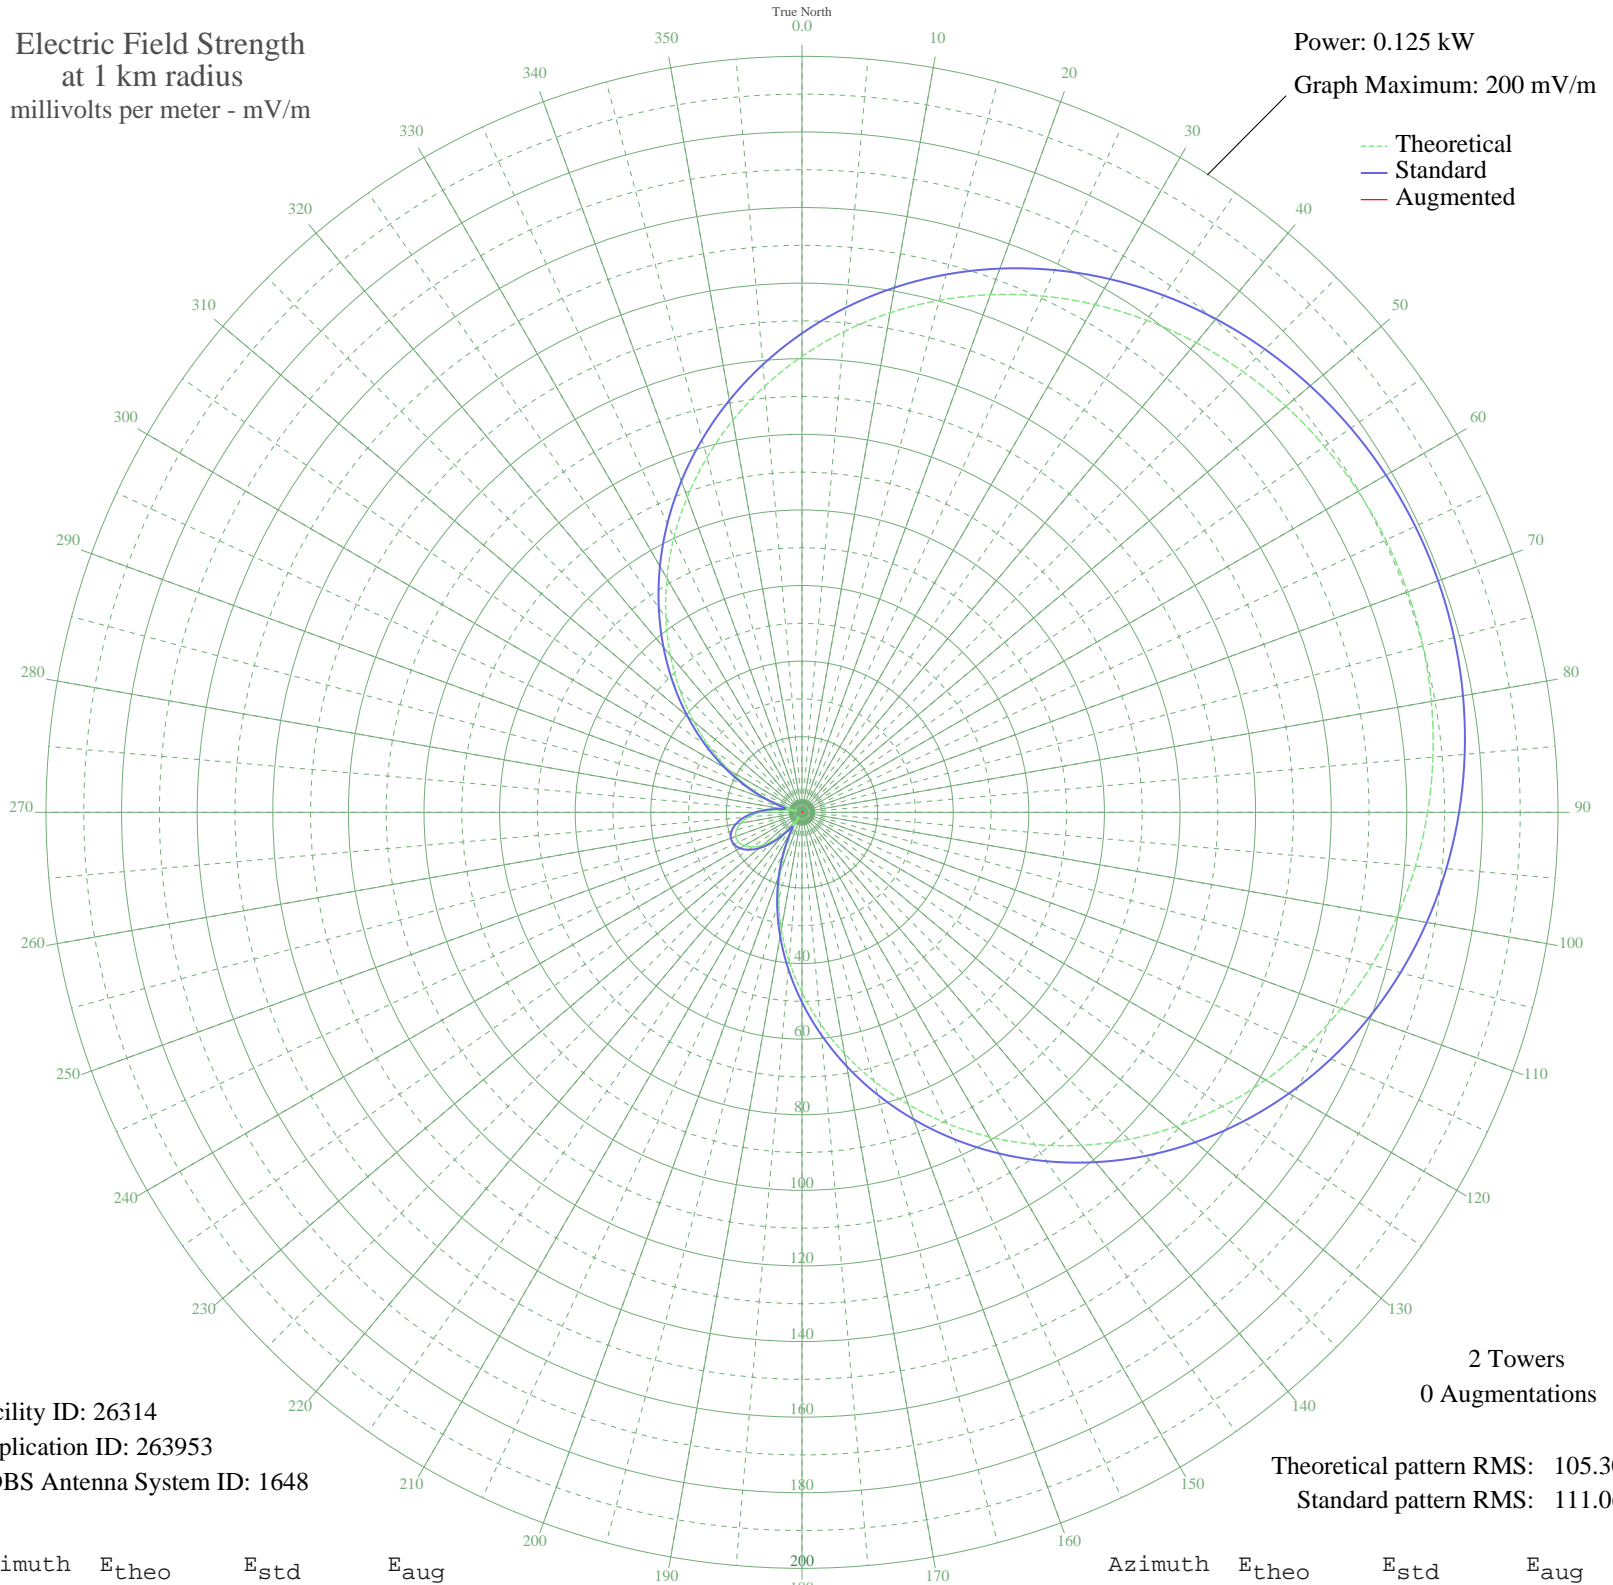 True North
0.0
Electric Field Strength
at 1 km radius
millivolts per meter - mV/m
Power: 0.125 kW
Graph Maximum: 200 mV/m
Theoretical
Standard
Augmented
10
20
30
40
50
60
70
80
90
100
110
120
130
140
150
160
170
190
200
210
220
230
240
250
260
270
280
290
300
310
320
330
340
350
40
60
80
100
120
140
160
180
200
2 Towers
0 Augmentations
cility ID: 26314
plication ID: 263953
DBS Antenna System ID: 1648
Theoretical pattern RMS: 105.30
Standard pattern RMS: 111.0
imuth Etheo Estd Eaug
Azimuth Etheo Estd Eaug